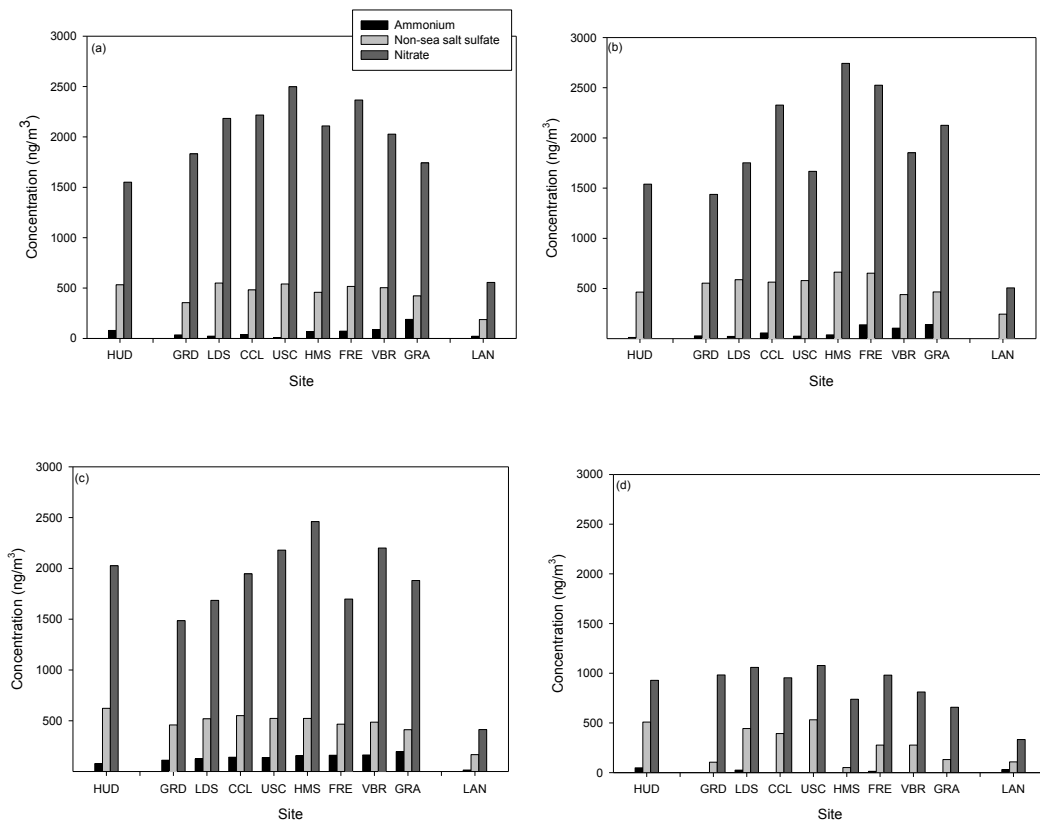 (a)
Ammonium
Non-sea salt sulfate
Nitrate
3000
2500
2000
1500
1000
500
0
Concentration (ng/m3)
HUD GRD LDS CCL USC HMS FRE VBR GRA LAN
Site
(b)
3000
2500
2000
1500
1000
500
Concentration (ng/m3)
HUD GRD LDS CCL USC HMS FRE VBR GRA LAN
Site
(c)
3000
2500
2000
1500
1000
500
Concentration (ng/m3)
HUD GRD LDS CCL USC HMS FRE VBR GRA LAN
Site
(d)
3000
2500
2000
1500
1000
500
0
Concentration (ng/m3)
HUD GRD LDS CCL USC HMS FRE VBR GRA LAN
Site